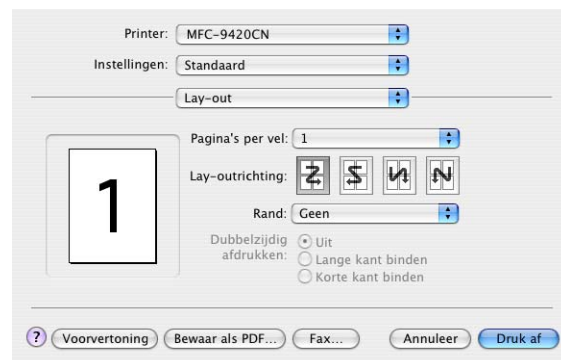 Printer: MFC-9420CN
Instellingen: Standaard
Lay-out
Pagina's per vel: 1
Lay-outrichting:
1
Rand: Geen
Dubbelzijdig afdrukken: Uit
Lange kant binden
Korte kant binden
? Voorvertoning Bewaar als PDF... Fax... Annuleer Druk af